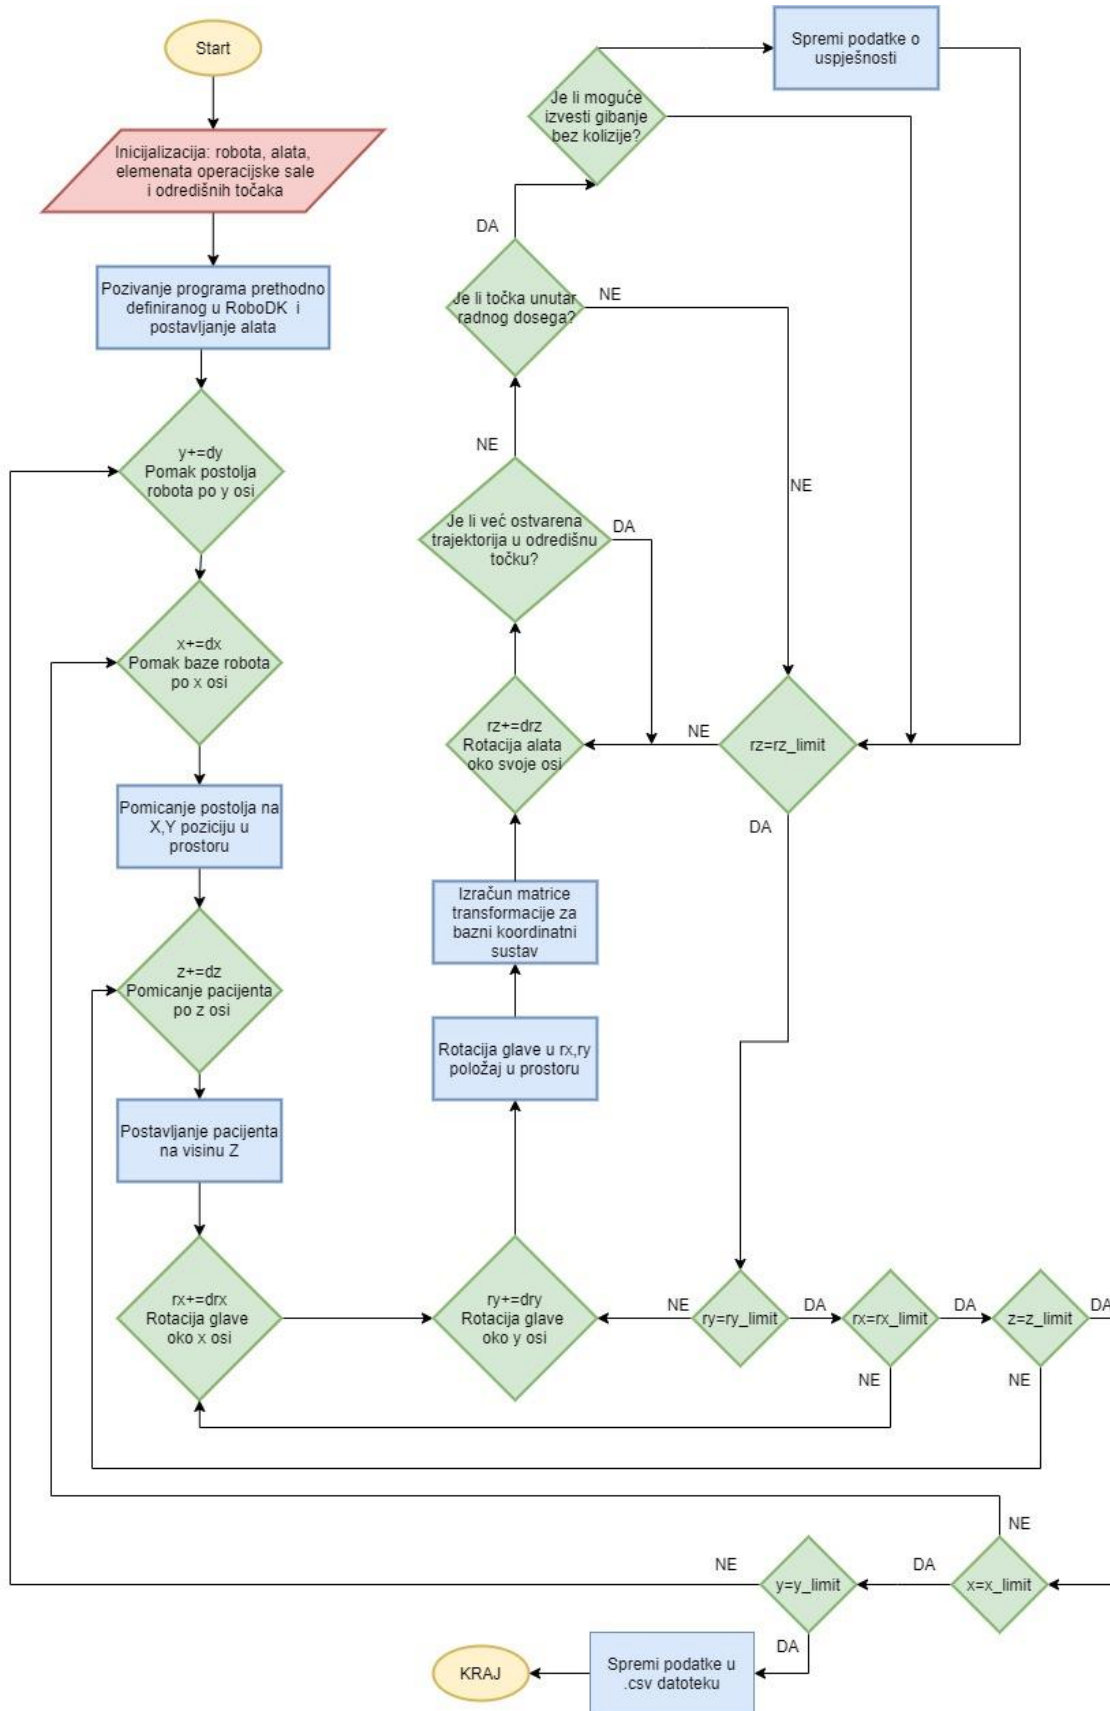 Start
Inicijalizacija: robota, alata,
elemenata operacijske sale
i odredišnih točaka
Pozivanje programa prethodno
definiranog u RoboDK i
postavljanje alata
y+=dy
Pomak postolja
robota po y osi
x+=dx
Pomak baze robota
po x osi
Pomicanje postolja na
X,Y poziciju u
prostoru
z+=dz
Pomicanje pacijenta
po z osi
Postavljanje pacijenta
na visinu Z
rx+=drx
Rotacija glave
oko x osi
ry+=dry
Rotacija glave
oko y osi
Rotacija glave u rx,ry
položaj u prostoru
Izračun matrice
transformacije za
bazni koordinatni
sustav
rz+=drz
Rotacija alata
oko svoje osi
Je li već ostvarena
trajektorija u odredišnu
točku?
DA
NE
Je li točka unutar
radnog dosega?
NE
NE
DA
Je li moguće
izvesti gibanje
bez kolizije?
Spremi podatke o
uspješnosti
rz=rz_limit
NE
DA
ry=ry_limit
NE
DA
rx=rx_limit
DA
NE
z=z_limit
DA
NE
x=x_limit
NE
DA
y=y_limit
NE
DA
Spremi podatke u
.csv datoteku
KRAJ